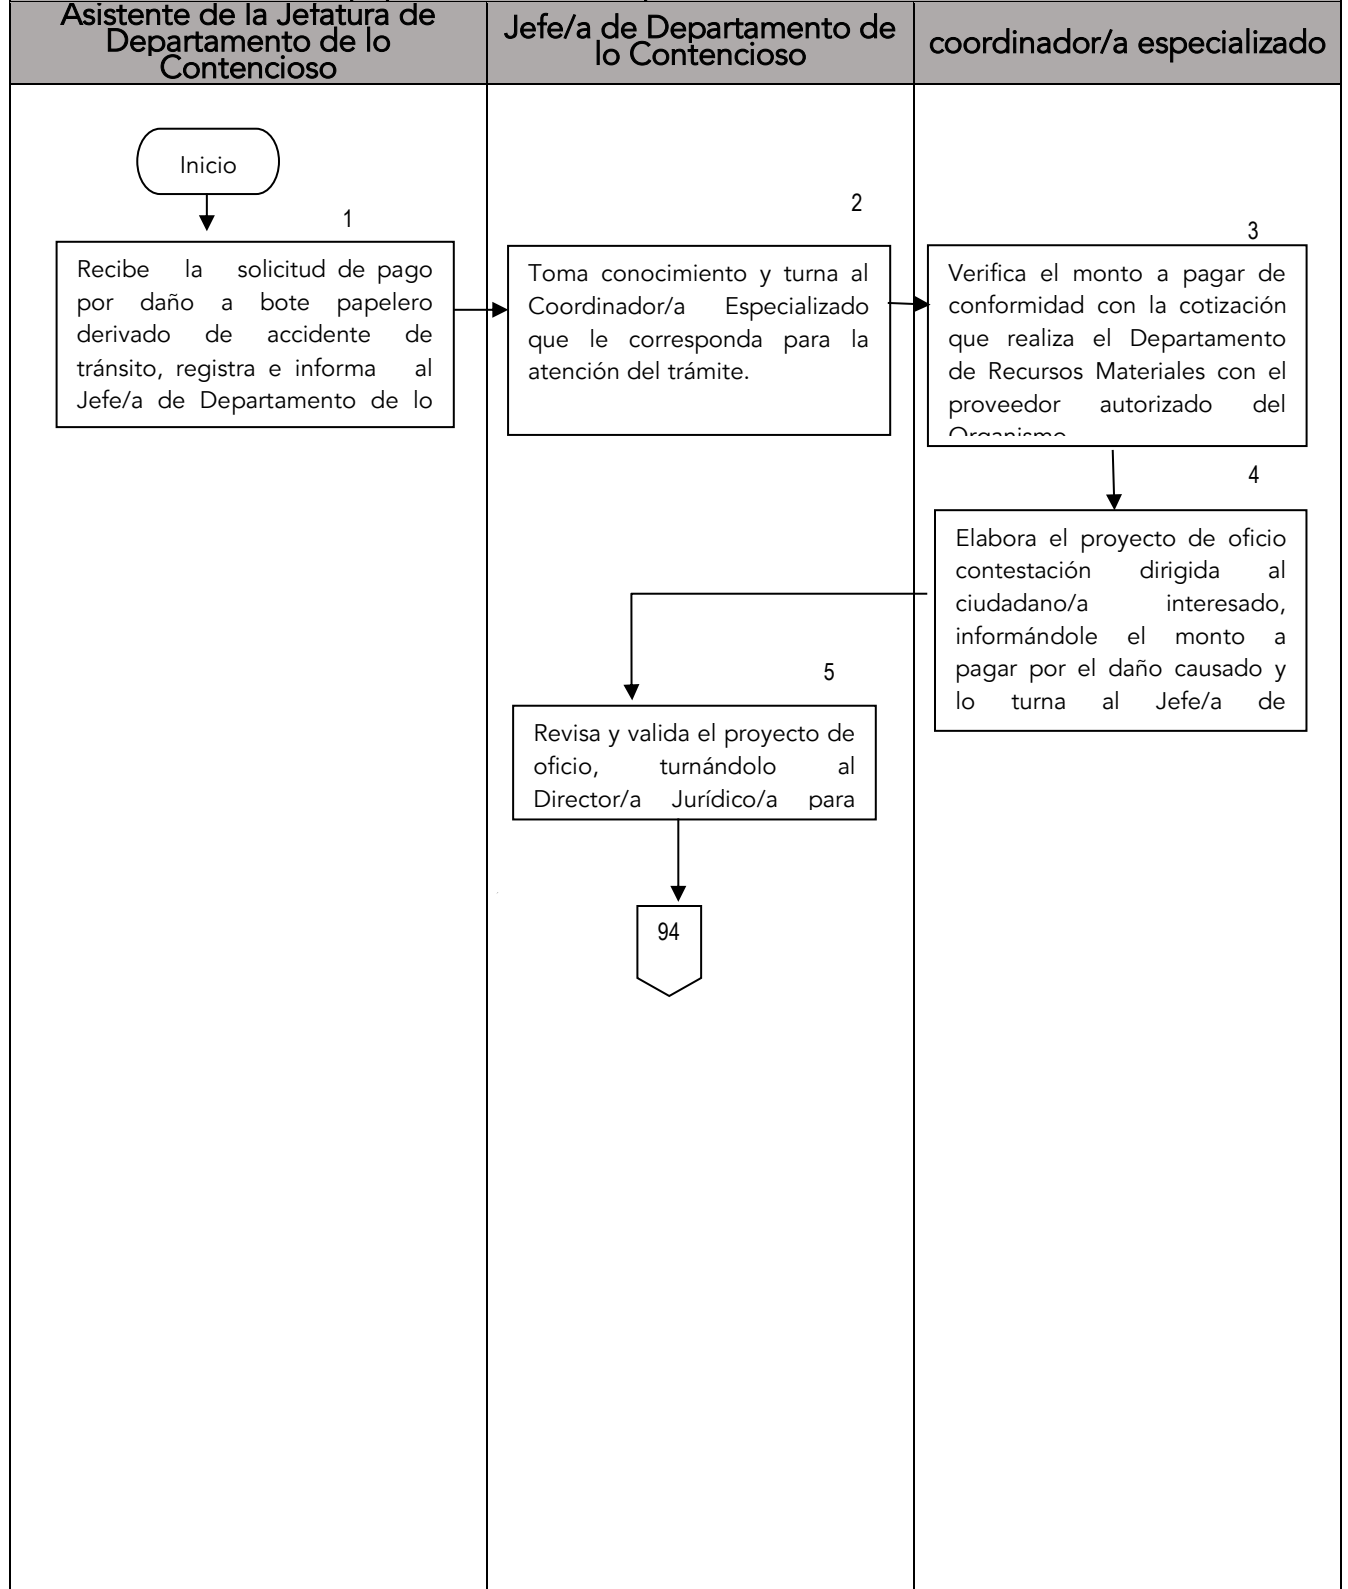 Asistente de la Jefatura de
Departamento de lo
Contencioso
Jefe/a de Departamento de
lo Contencioso
coordinador/a especializado
Inicio
1
Recibe la solicitud de pago
por daño a bote papelero
derivado de accidente de
tránsito, registra e informa al
Jefe/a de Departamento de lo
2
Toma conocimiento y turna al
Coordinador/a Especializado
que le corresponda para la
atención del trámite.
3
Verifica el monto a pagar de
conformidad con la cotización
que realiza el Departamento
de Recursos Materiales con el
proveedor autorizado del
Organismo
4
Elabora el proyecto de oficio
contestación dirigida al
ciudadano/a interesado,
informándole el monto a
pagar por el daño causado y
lo turna al Jefe/a de
5
Revisa y valida el proyecto de
oficio, turnándolo al
Director/a Jurídico/a para
94